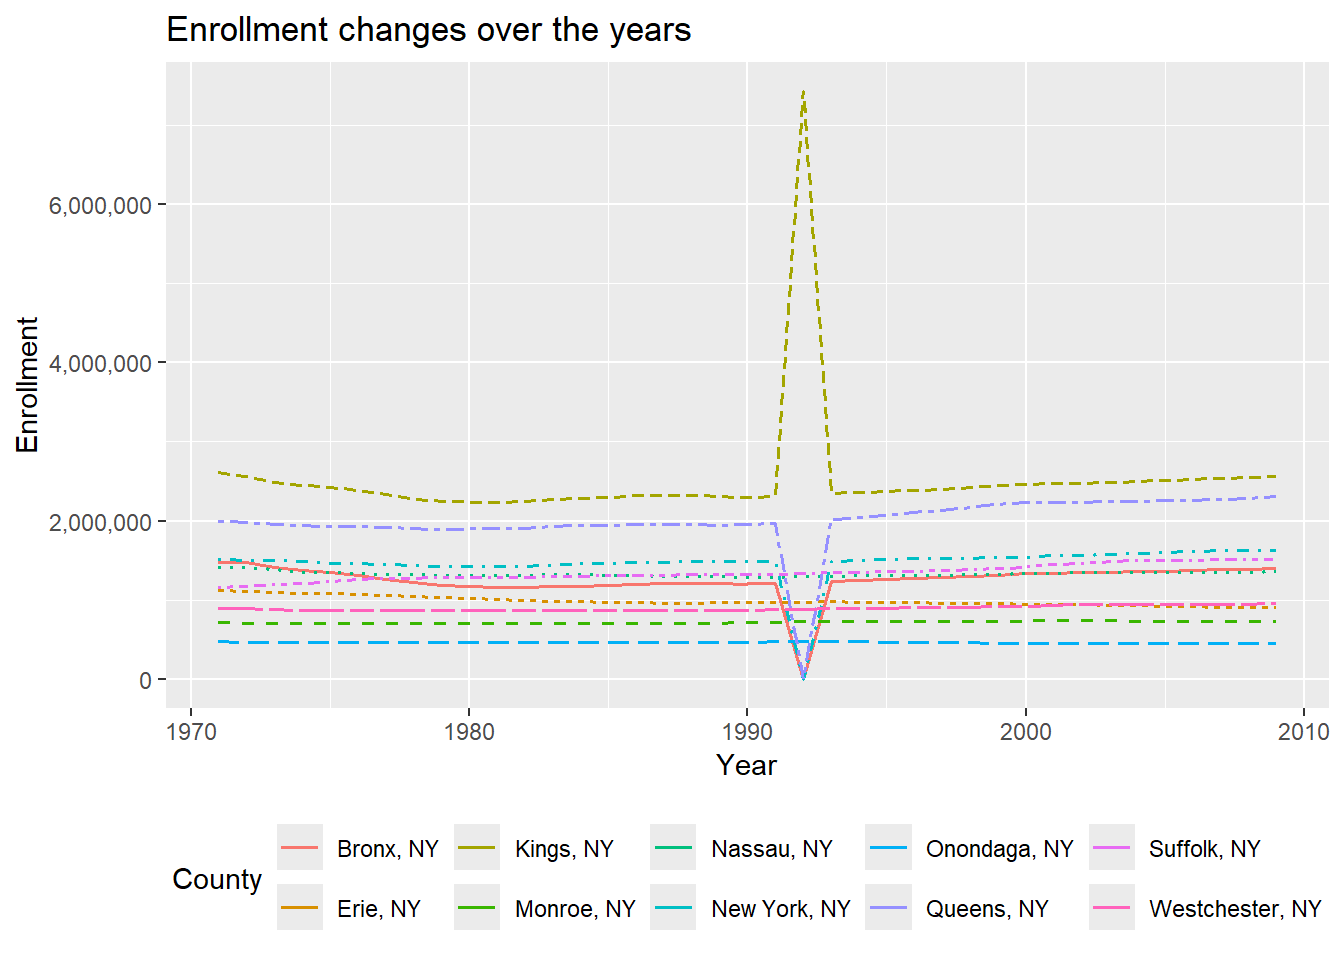 Enrollment changes over the years
Enrollment
6,000,000
4,000,000
2,000,000
0
1970 1980 1990 2000 2010
Year
County
Bronx, NY Kings, NY Nassau, NY Onondaga, NY Suffolk, NY
Erie, NY Monroe, NY New York, NY Queens, NY Westchester, NY